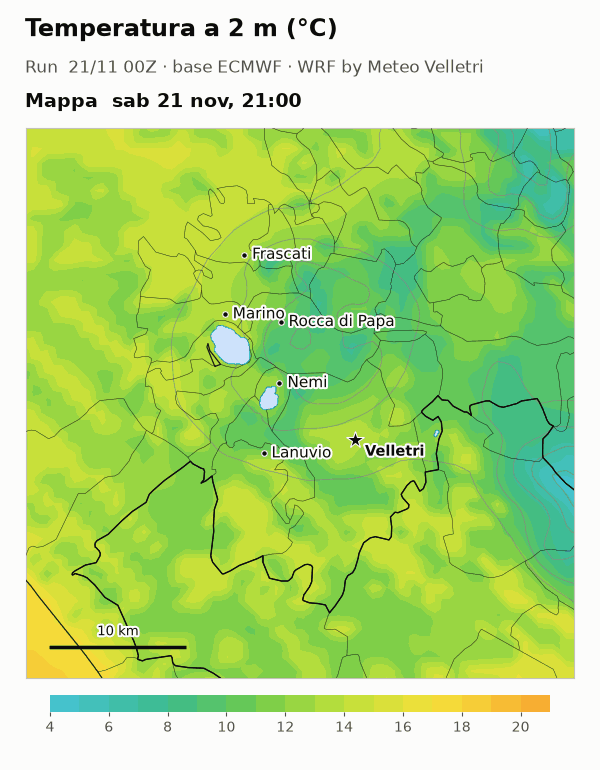 Temperatura a 2 m (°C)
Run  21/11 00Z · base ECMWF · WRF by Meteo Velletri
Mappa  sab 21 nov, 21:00
Frascati
Marino
Rocca di Papa
Nemi
Velletri
Lanuvio
10 km
4 6 8 10 12 14 16 18 20